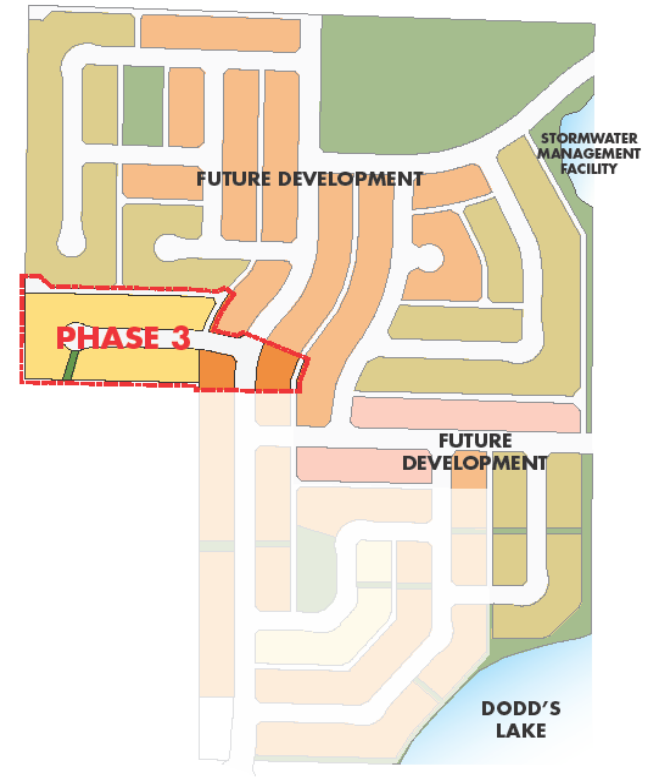 STORMWATER
MANAGEMENT
FACILITY
FUTURE DEVELOPMENT
PHASE 3
FUTURE
DEVELOPMENT
DODD'S
LAKE